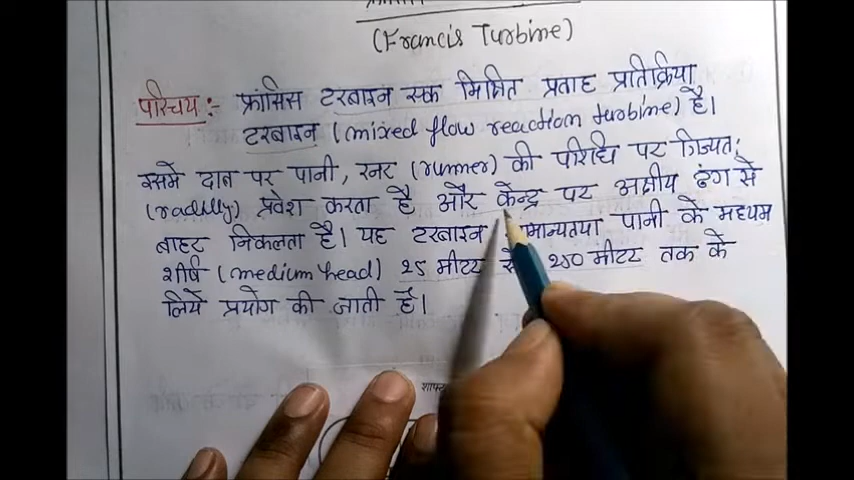 (Francis Turbine)
परिचय:- फ्रांसिस टरबाइन एक मिश्रित प्रवाह प्रतिक्रिया
टरबाइन (mixed flow reaction turbine) है।
इसमे दाब पर पानी, रनर (runner) की परिधि पर त्रिज्यत:
(radilly) प्रवेश करता है और केन्द्र पर अक्षीय ढंग से
बाहर निकलता है। यह टरबाइन सामान्यतया पानी के मध्यम
शीर्ष (medium head) 25 मीटर से 250 मीटर तक के
लिये प्रयोग की जाती है।